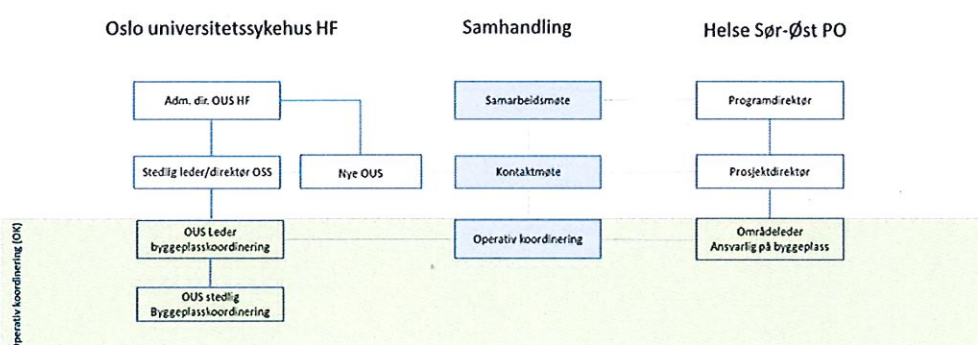 Oslo universitetssykehus HF
Samhandling
Helse Sør-Øst PO
Adm. dir. OUS HF
Samarbeidsmøte
Programdirektør
Stedlig leder/direktør OSS
Nye OUS
Kontaktmøte
Prosjektdirektør
OUS Leder
byggeplasskoordinering
Operativ koordinering
Områdeleder
Ansvarlig på byggeplass
OUS stedlig
Byggeplasskoordinering
Operativ koordinering (OK)